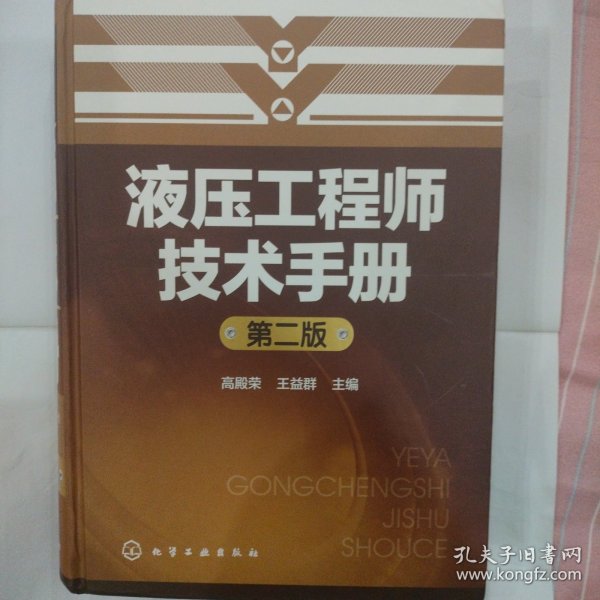 液压工程师
技术手册
第二版
高殿荣 王益群 主编
YEYA
GONGCHENGSHI
JISHU
SHOUCE
化学工业出版社
孔夫子旧书网
www.kongfz.com